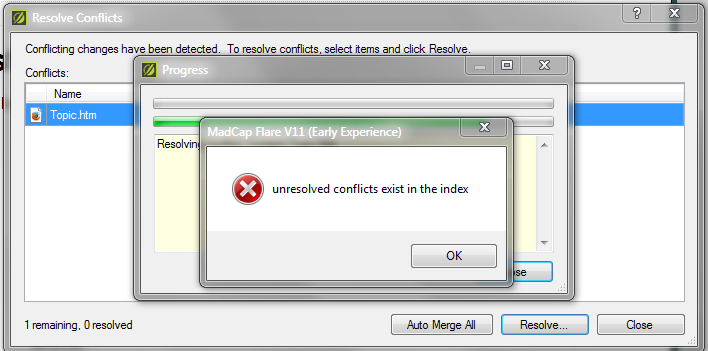 Resolve Conflicts
?
Conflicting changes have been detected. To resolve conflicts, select items and click Resolve.
Conflicts:
Name
Topic.htm
Progress
Resolving
MadCap Flare V11 (Early Experience)
unresolved conflicts exist in the index
OK
1 remaining, 0 resolved
Auto Merge All
Resolve...
Close